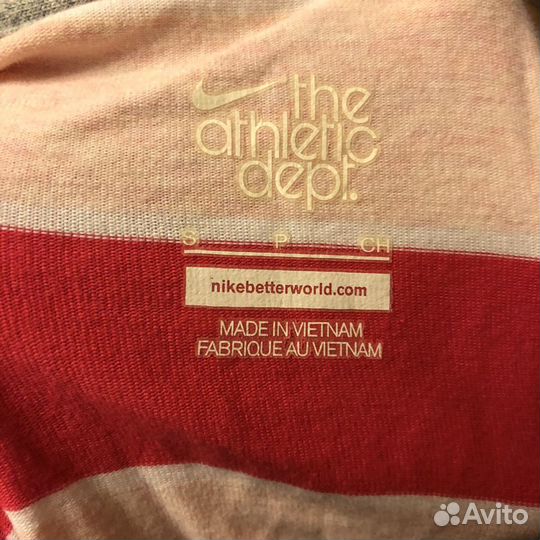 the
athletic
dept.
S P CH
nikebetterworld.com
MADE IN VIETNAM
FABRIQUE AU VIETNAM
Avito